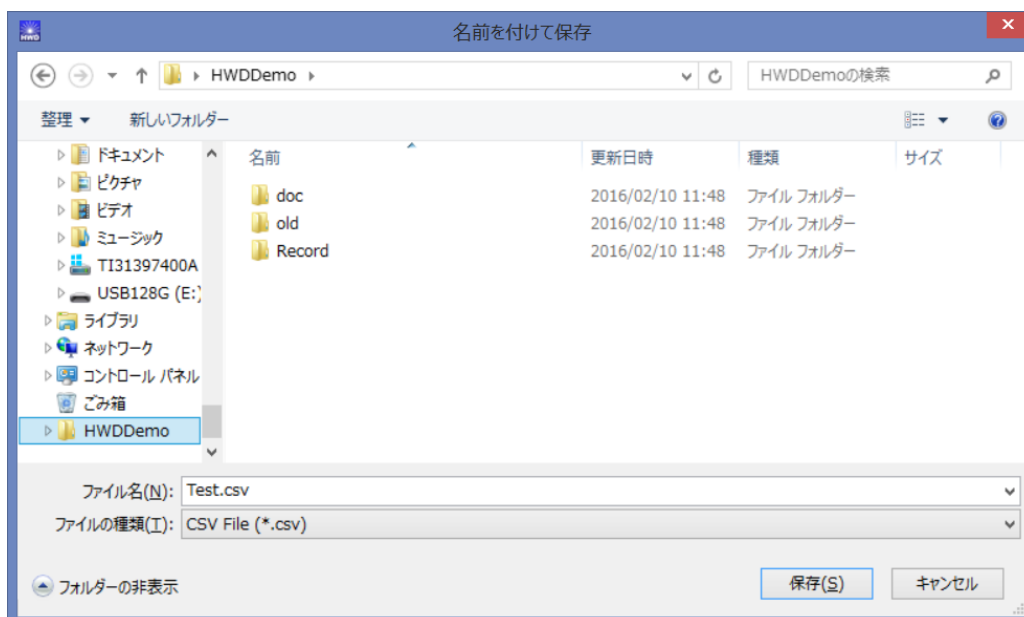 HWD
名前を付けて保存
HWDDemo
HWDDemoの検索
整理
新しいフォルダー
ドキュメント
ピクチャ
ビデオ
ミュージック
TI31397400A
USB128G (E:)
ライブラリ
ネットワーク
コントロール パネル
ごみ箱
HWDDemo
名前 更新日時 種類 サイズ
doc 2016/02/10 11:48 ファイル フォルダー
old 2016/02/10 11:48 ファイル フォルダー
Record 2016/02/10 11:48 ファイル フォルダー
ファイル名(N): Test.csv
ファイルの種類(T): CSV File (*.csv)
フォルダーの非表示
保存(S)
キャンセル